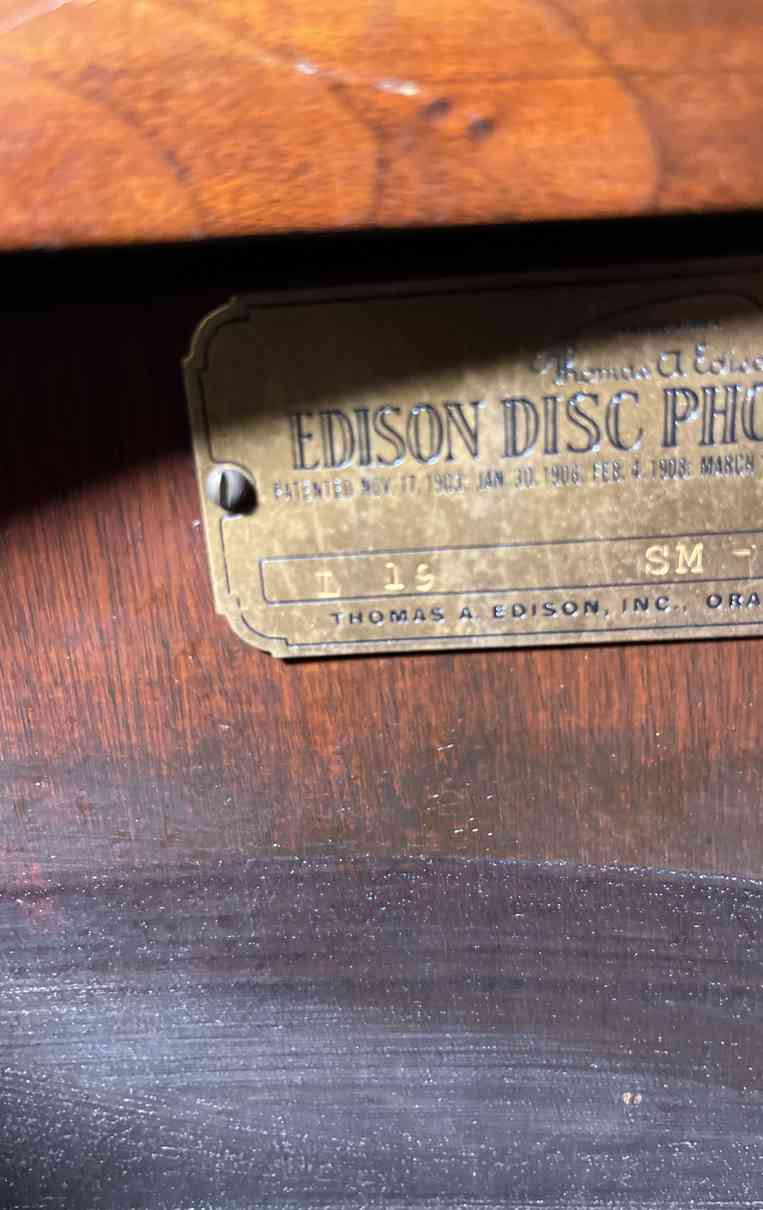 Thomas A Edison
EDISON DISC PHO
PATENTED NOV. 17, 1903; JAN. 30, 1906; FEB. 4, 1908; MARCH
L 19 SM -
THOMAS A. EDISON, INC., ORA